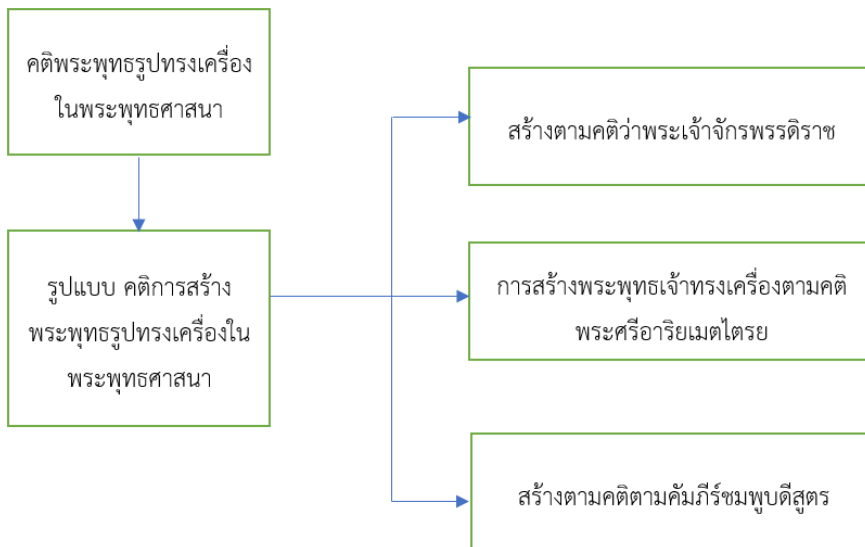 คติพระพุทธรูปทรงเครื่อง
ในพระพุทธศาสนา
รูปแบบ คติการสร้าง
พระพุทธรูปทรงเครื่องใน
พระพุทธศาสนา
สร้างตามคติว่าพระเจ้าจักรพรรดิราช
การสร้างพระพุทธเจ้าทรงเครื่องตามคติ
พระศรีอาริยเมตไตรย
สร้างตามคติตามคัมภีร์ชมพูบดีสูตร